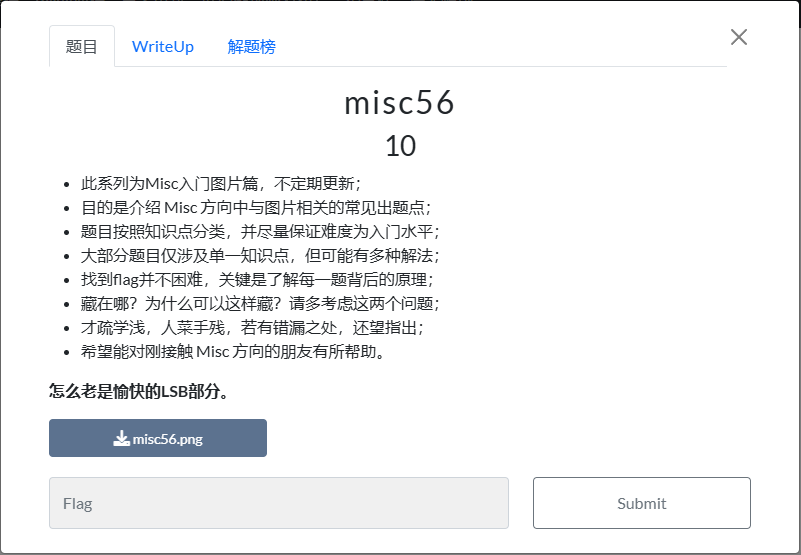 题目 WriteUp 解题榜
misc56
10
此系列为Misc入门图片篇，不定期更新；
目的是介绍 Misc 方向中与图片相关的常见出题点；
题目按照知识点分类，并尽量保证难度为入门水平；
大部分题目仅涉及单一知识点，但可能有多种解法；
找到flag并不困难，关键是了解每一题背后的原理；
藏在哪？为什么可以这样藏？请多考虑这两个问题；
才疏学浅，人菜手残，若有错漏之处，还望指出；
希望能对刚接触 Misc 方向的朋友有所帮助。
怎么老是愉快的LSB部分。
misc56.png
Flag Submit